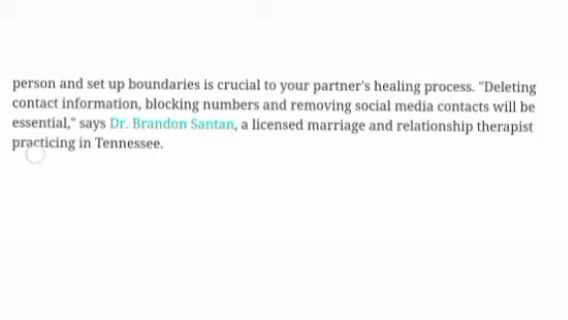 person and set up boundaries is crucial to your partner's healing process. "Deleting
contact information, blocking numbers and removing social media contacts will be
essential," says Dr. Brandon Santan, a licensed marriage and relationship therapist
practicing in Tennessee.